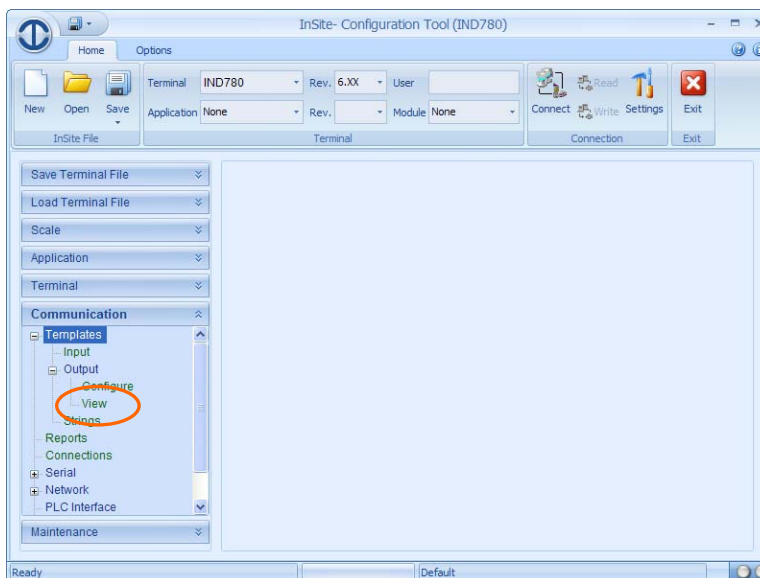 InSite- Configuration Tool (IND780)
Home Options
Terminal IND780 Rev. 6.XX User
New Open Save Application None Rev. Module None Connect Read Write Settings Exit
InSite File Terminal Connection Exit
Save Terminal File
Load Terminal File
Scale
Application
Terminal
Communication
Templates
Input
Output
Configure
View
Strings
Reports
Connections
Serial
Network
PLC Interface
Maintenance
Ready Default